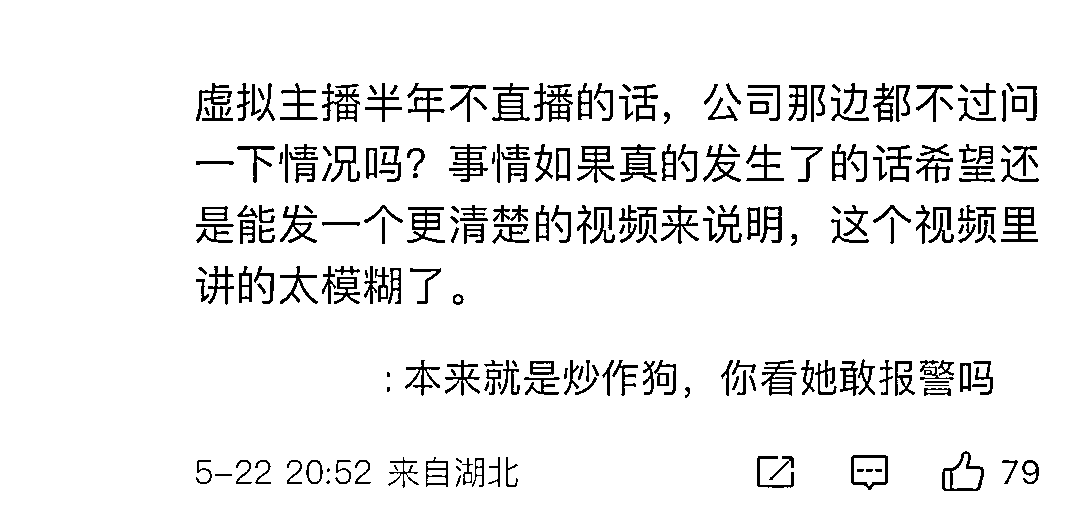 虚拟主播半年不直播的话，公司那边都不过问
一下情况吗？事情如果真的发生了的话希望还
是能发一个更清楚的视频来说明，这个视频里
讲的太模糊了。
：本来就是炒作狗，你看她敢报警吗
5-22 20:52 来自湖北 79